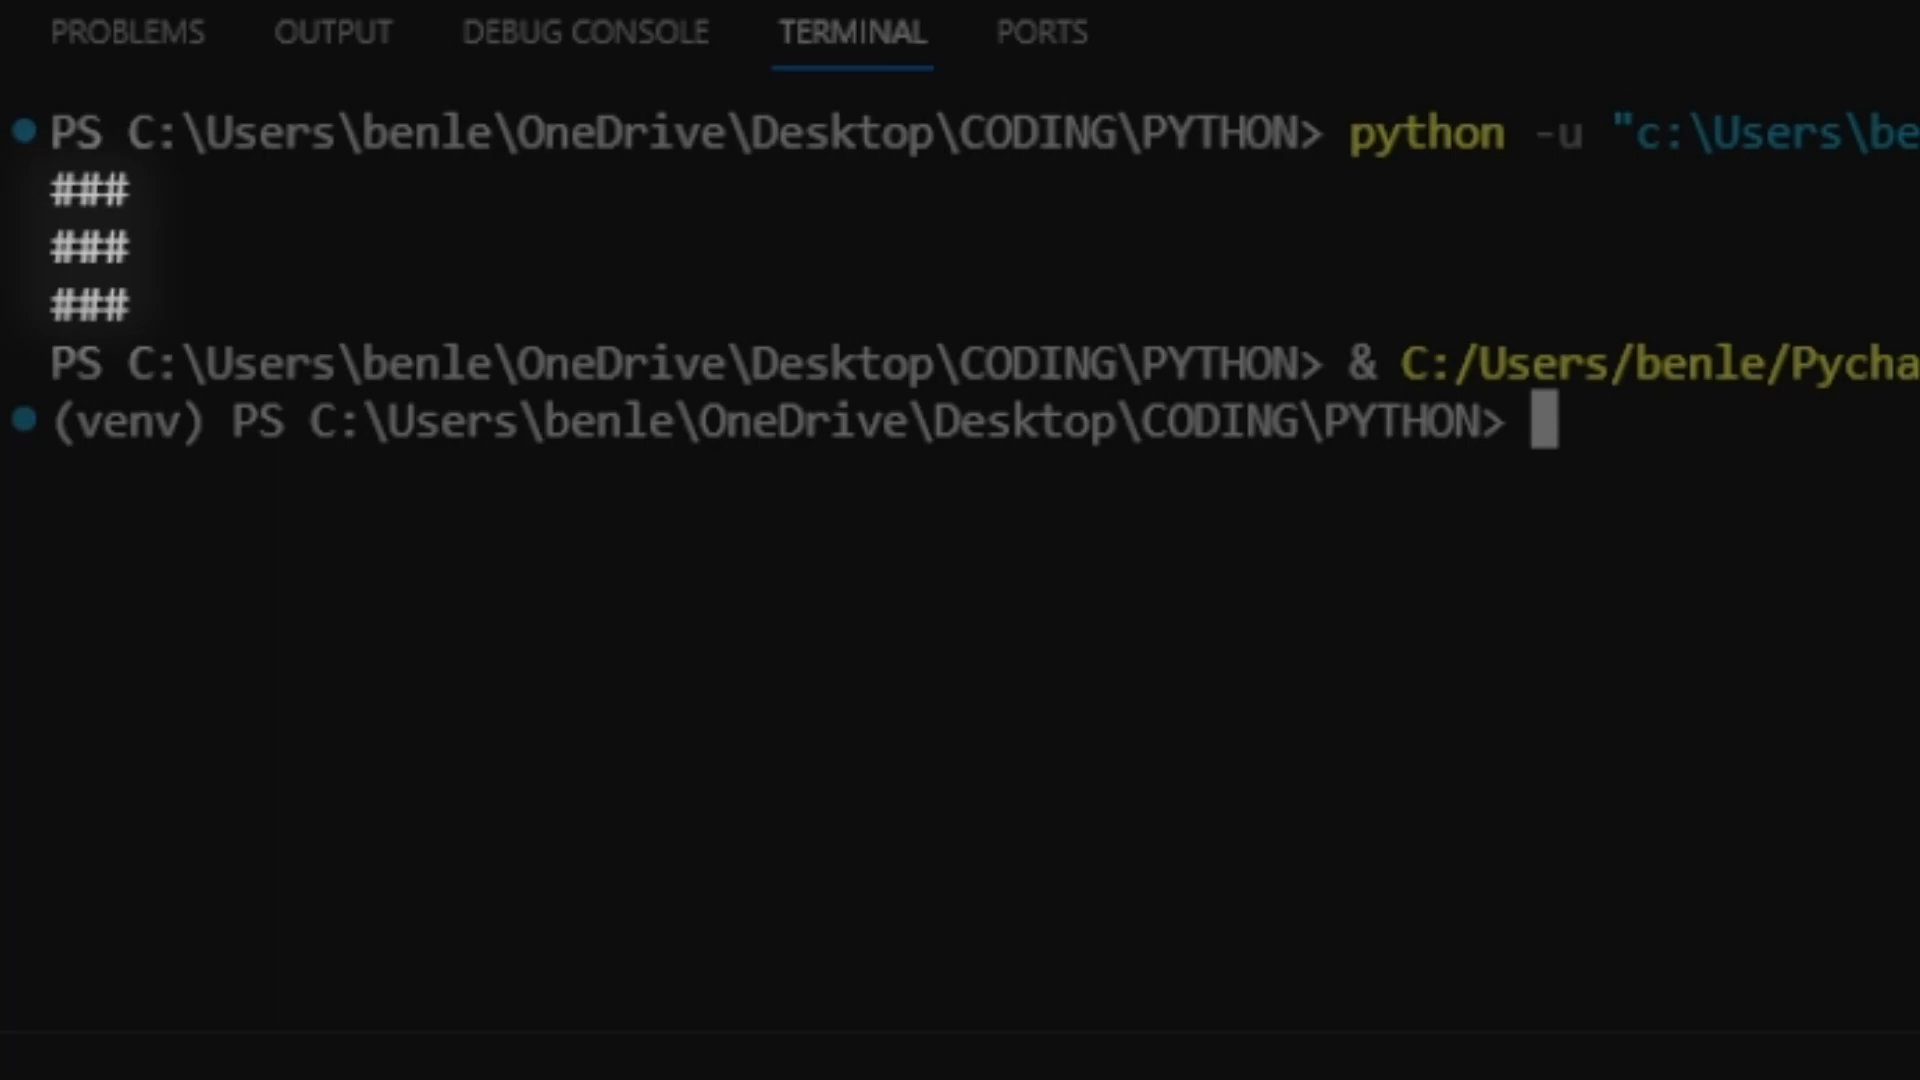 PROBLEMS OUTPUT DEBUG CONSOLE TERMINAL PORTS
PS C:\Users\benle\OneDrive\Desktop\CODING\PYTHON> python -u "c:\Users\be
###
###
###
PS C:\Users\benle\OneDrive\Desktop\CODING\PYTHON> & C:/Users/benle/Pycha
(venv) PS C:\Users\benle\OneDrive\Desktop\CODING\PYTHON>